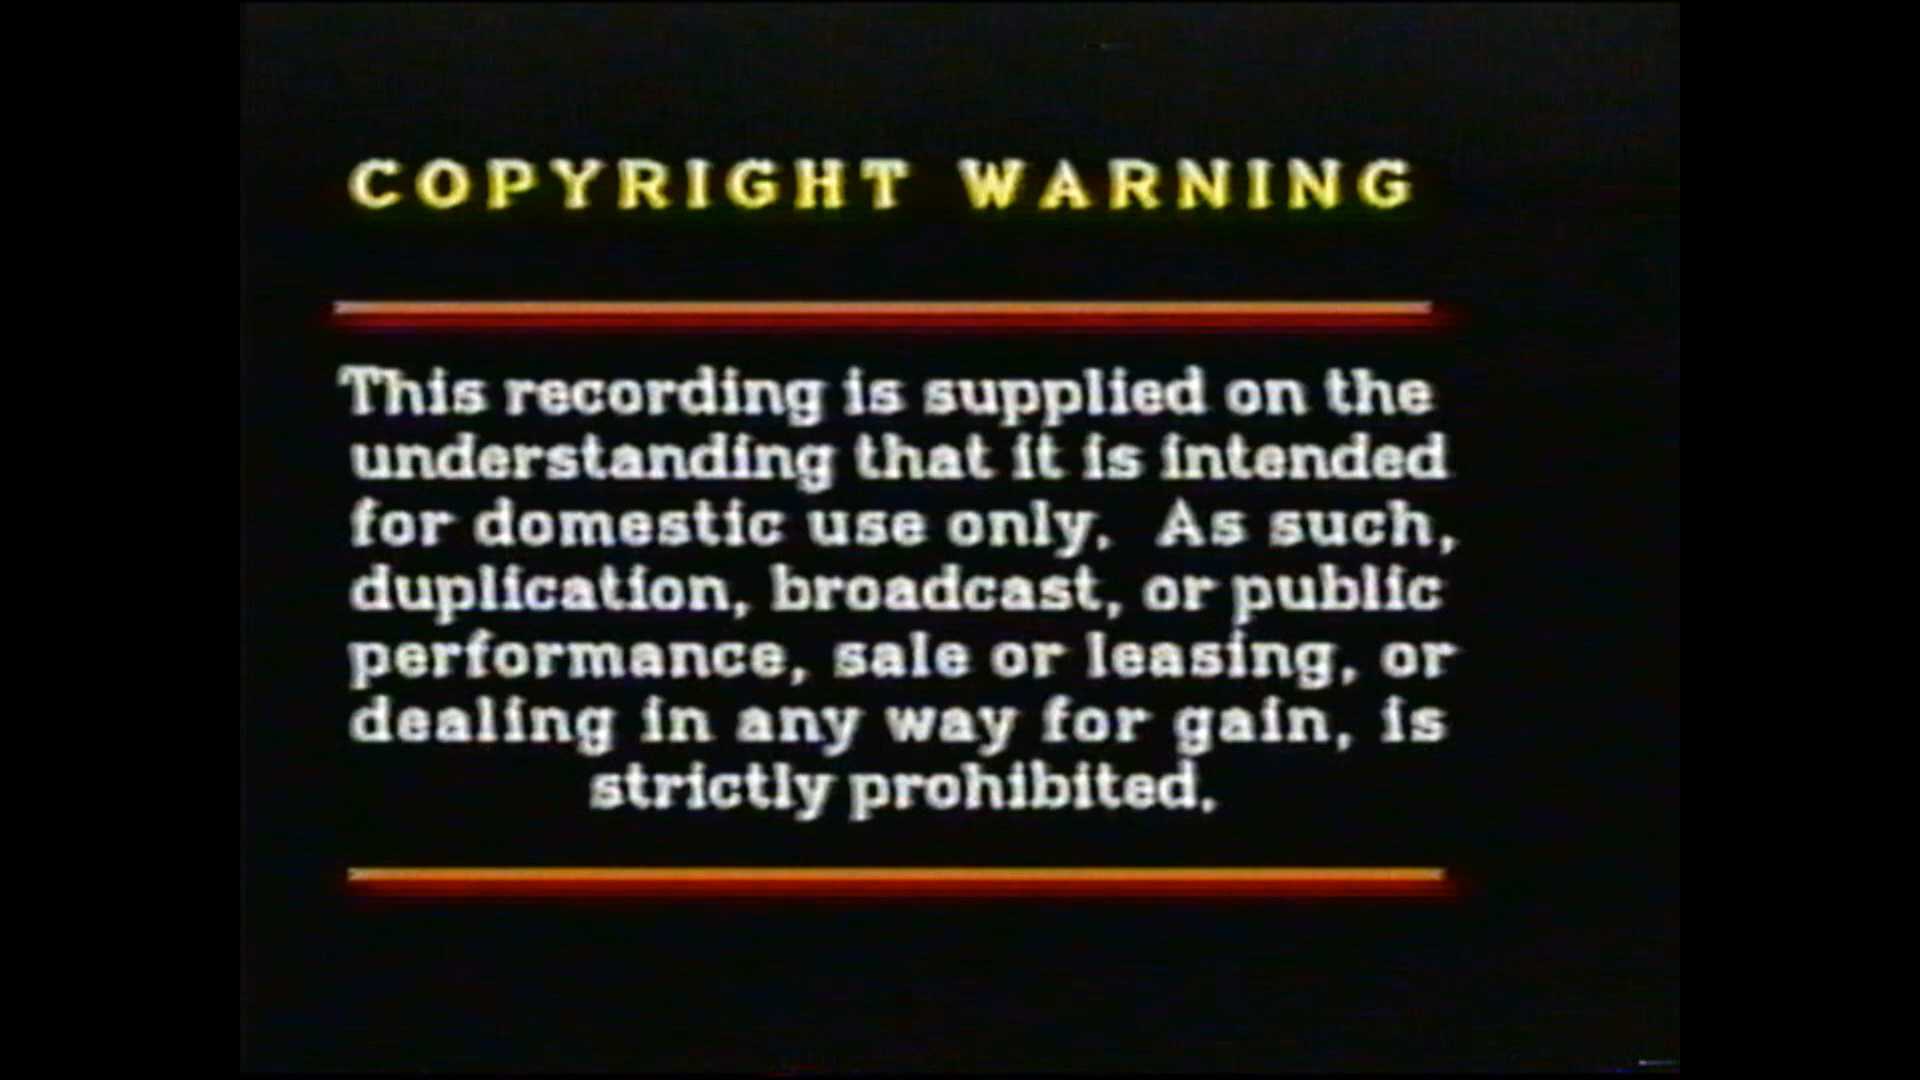 COPYRIGHT WARNING
This recording is supplied on the
understanding that it is intended
for domestic use only. As such,
duplication, broadcast, or public
performance, sale or leasing, or
dealing in any way for gain, is
strictly prohibited.